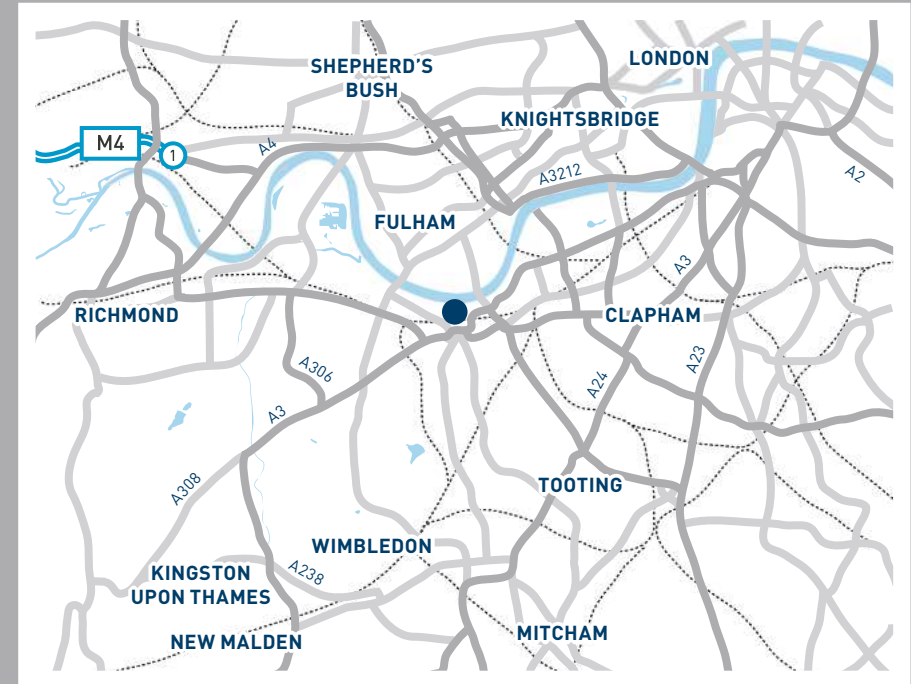 SHEPHERD'S
BUSH
LONDON
KNIGHTSBRIDGE
M4
1
A4
A3212
A2
FULHAM
A3
RICHMOND
CLAPHAM
A306
A23
A24
A3
A308
TOOTING
WIMBLEDON
A238
KINGSTON
UPON THAMES
NEW MALDEN
MITCHAM